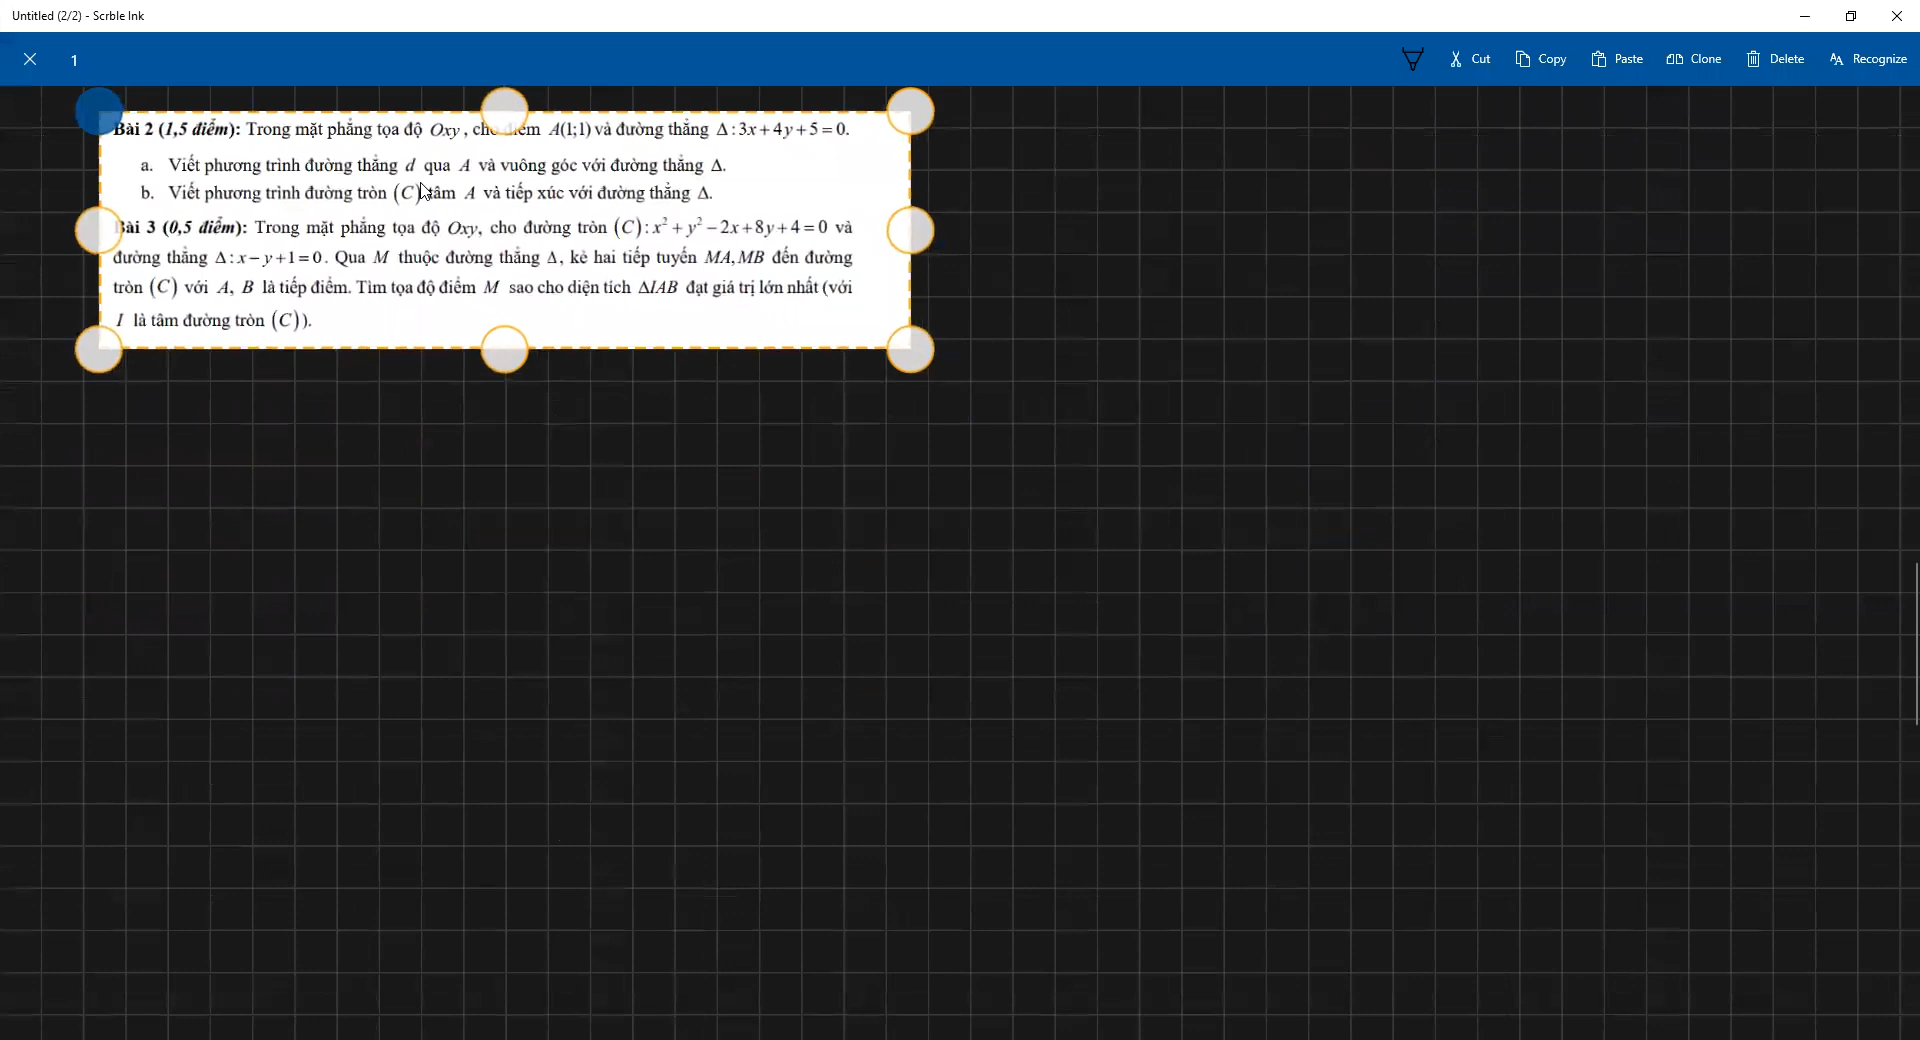 Untitled (2/2) - Scrble Ink
1 Cut Copy Paste Clone Delete Recognize
Bài 2 (1,5 điểm): Trong mặt phẳng tọa độ Oxy, cho điểm A(1;1) và đường thẳng Δ:3x+4y+5=0.
a. Viết phương trình đường thẳng d qua A và vuông góc với đường thẳng Δ.
b. Viết phương trình đường tròn (C) tâm A và tiếp xúc với đường thẳng Δ.
Bài 3 (0,5 điểm): Trong mặt phẳng tọa độ Oxy, cho đường tròn (C):x²+y²−2x+8y+4=0 và
đường thẳng Δ:x−y+1=0. Qua M thuộc đường thẳng Δ, kẻ hai tiếp tuyến MA,MB đến đường
tròn (C) với A, B là tiếp điểm. Tìm tọa độ điểm M sao cho diện tích ΔIAB đạt giá trị lớn nhất (với
I là tâm đường tròn (C)).